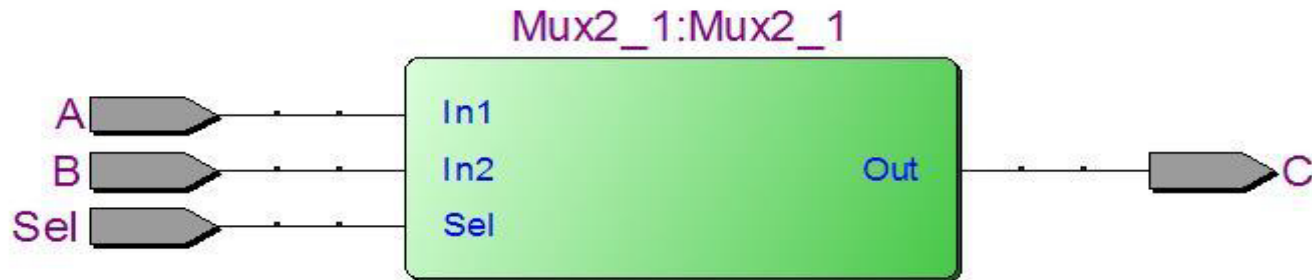 Mux2_1:Mux2_1
A
In1
B
In2
Out
C
Sel
Sel